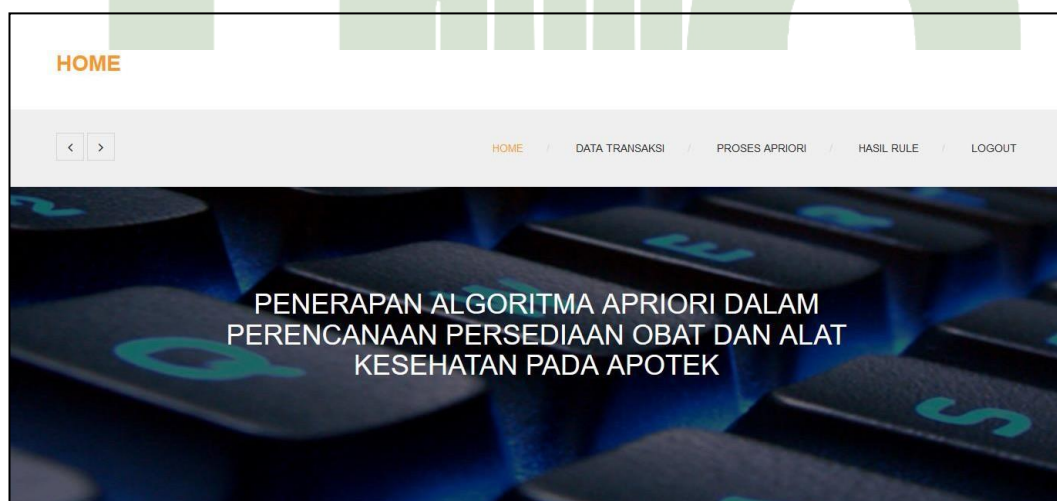 HOME
HOME / DATA TRANSAKSI / PROSES APRIORI / HASIL RULE / LOGOUT
PENERAPAN ALGORITMA APRIORI DALAM
PERENCANAAN PERSEDIAAN OBAT DAN ALAT
KESEHATAN PADA APOTEK
2
E
R
Q
S